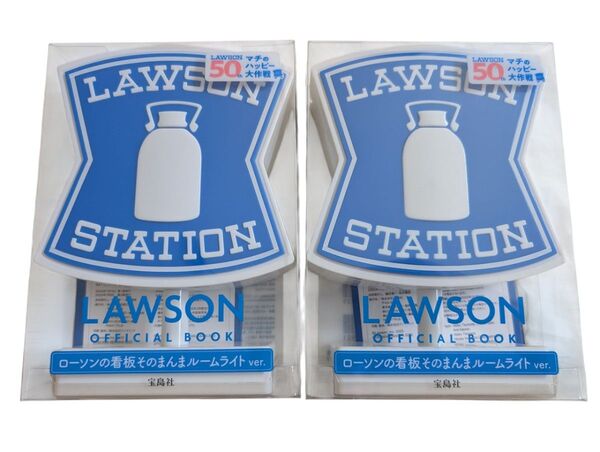 LAWSON
50th
マチの
ハッピー
大作戦
LAWSON
STATION
LAWSON
OFFICIAL BOOK
ローソンの看板そのまんまルームライト ver.
宝島社
LAWSON
50th
マチの
ハッピー
大作戦
LAWSON
STATION
LAWSON
OFFICIAL BOOK
ローソンの看板そのまんまルームライト ver.
宝島社